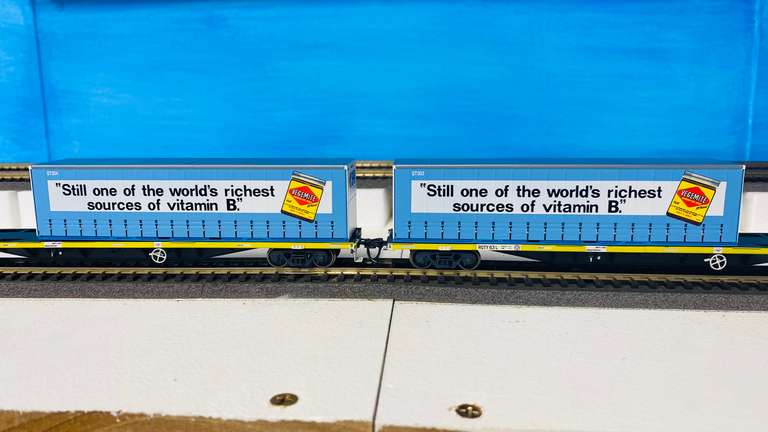 "Still one of the world's richest
sources of vitamin B."
VEGEMITE
"Still one of the world's richest
sources of vitamin B."
VEGEMITE